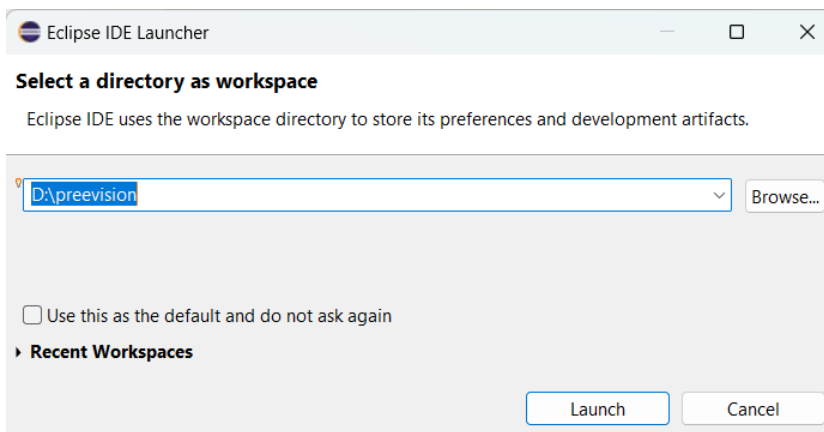 Eclipse IDE Launcher
Select a directory as workspace
Eclipse IDE uses the workspace directory to store its preferences and development artifacts.
D:\preevision
Browse...
Use this as the default and do not ask again
Recent Workspaces
Launch
Cancel